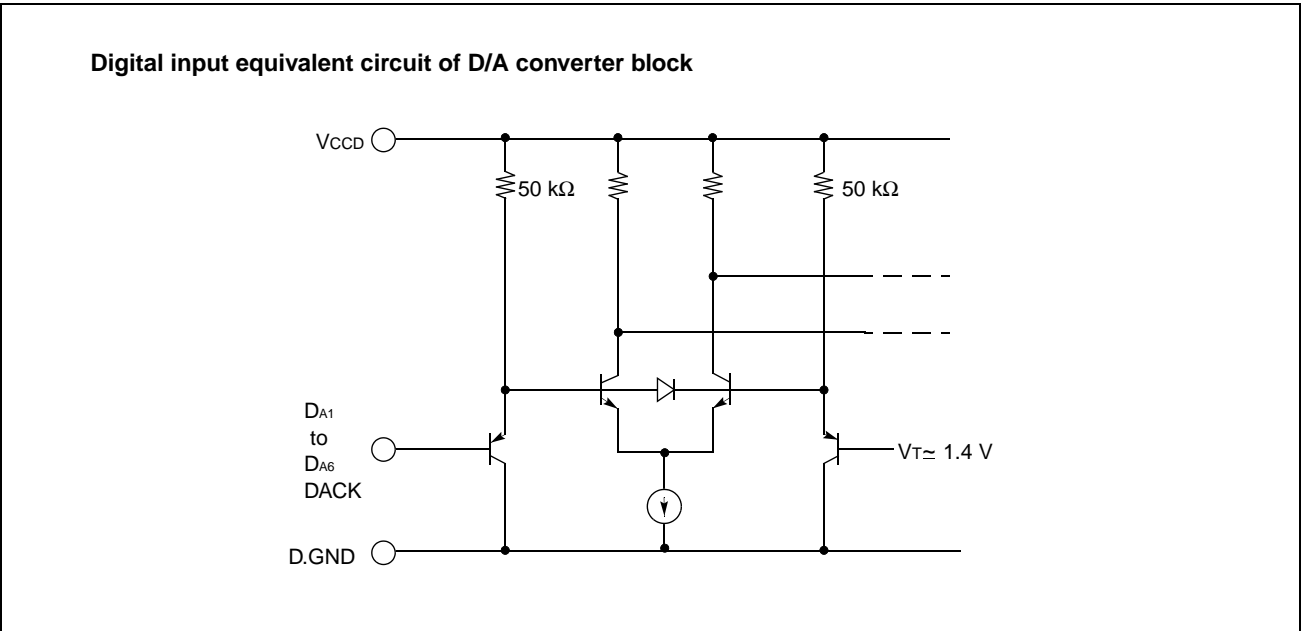 Digital input equivalent circuit of D/A converter block
VCCD
50 kΩ
50 kΩ
DA1
to
DA6
DACK
VT≃ 1.4 V
D.GND